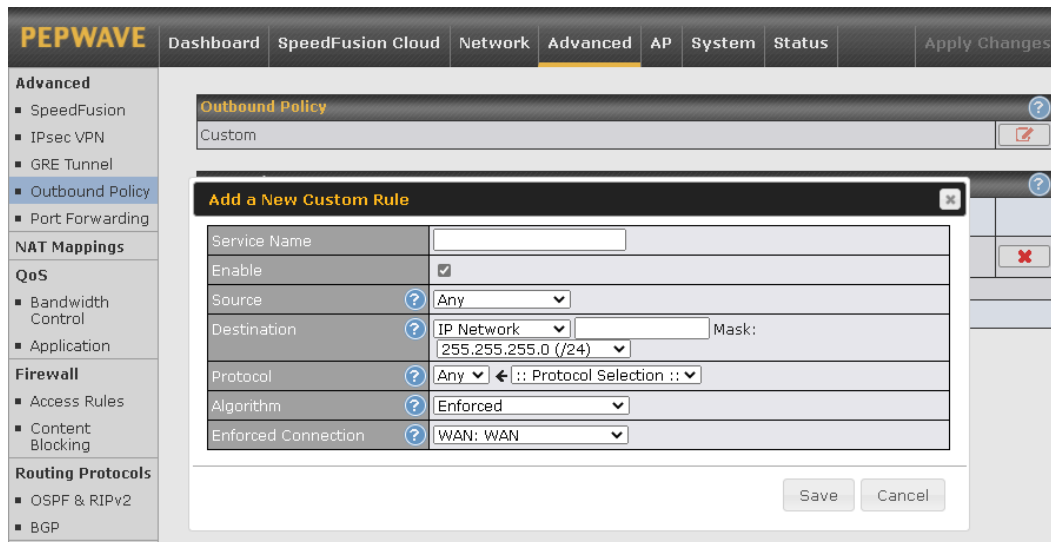 PEPWAVE
Dashboard SpeedFusion Cloud Network Advanced AP System Status Apply Changes
Advanced
SpeedFusion
IPsec VPN
GRE Tunnel
Outbound Policy
Port Forwarding
NAT Mappings
QoS
Bandwidth
Control
Application
Firewall
Access Rules
Content
Blocking
Routing Protocols
OSPF & RIPv2
BGP
Outbound Policy ?
Custom
?
Add a New Custom Rule
Service Name
Enable
Source ? Any
Destination ? IP Network Mask:
255.255.255.0 (/24)
Protocol ? Any ← :: Protocol Selection ::
Algorithm ? Enforced
Enforced Connection ? WAN: WAN
Save Cancel